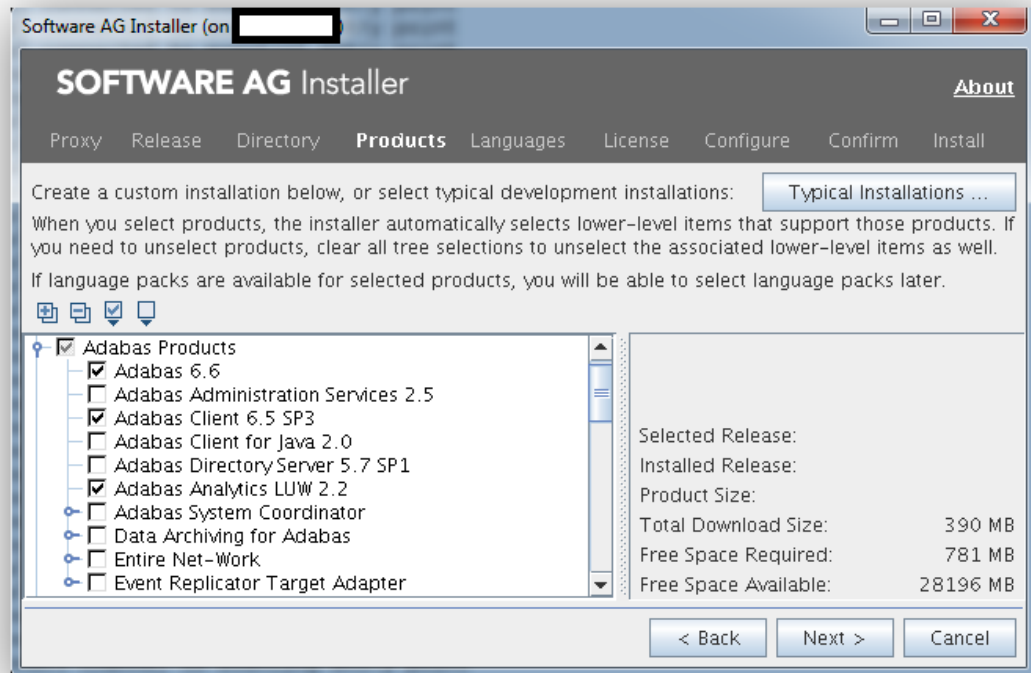 Software AG Installer (on )
SOFTWARE AG Installer
About
Proxy Release Directory Products Languages License Configure Confirm Install
Create a custom installation below, or select typical development installations: Typical Installations ...
When you select products, the installer automatically selects lower-level items that support those products. If
you need to unselect products, clear all tree selections to unselect the associated lower-level items as well.
If language packs are available for selected products, you will be able to select language packs later.
Adabas Products
Adabas 6.6
Adabas Administration Services 2.5
Adabas Client 6.5 SP3
Adabas Client for Java 2.0
Adabas Directory Server 5.7 SP1
Adabas Analytics LUW 2.2
Adabas System Coordinator
Data Archiving for Adabas
Entire Net-Work
Event Replicator Target Adapter
Selected Release:
Installed Release:
Product Size:
Total Download Size: 390 MB
Free Space Required: 781 MB
Free Space Available: 28196 MB
< Back Next > Cancel